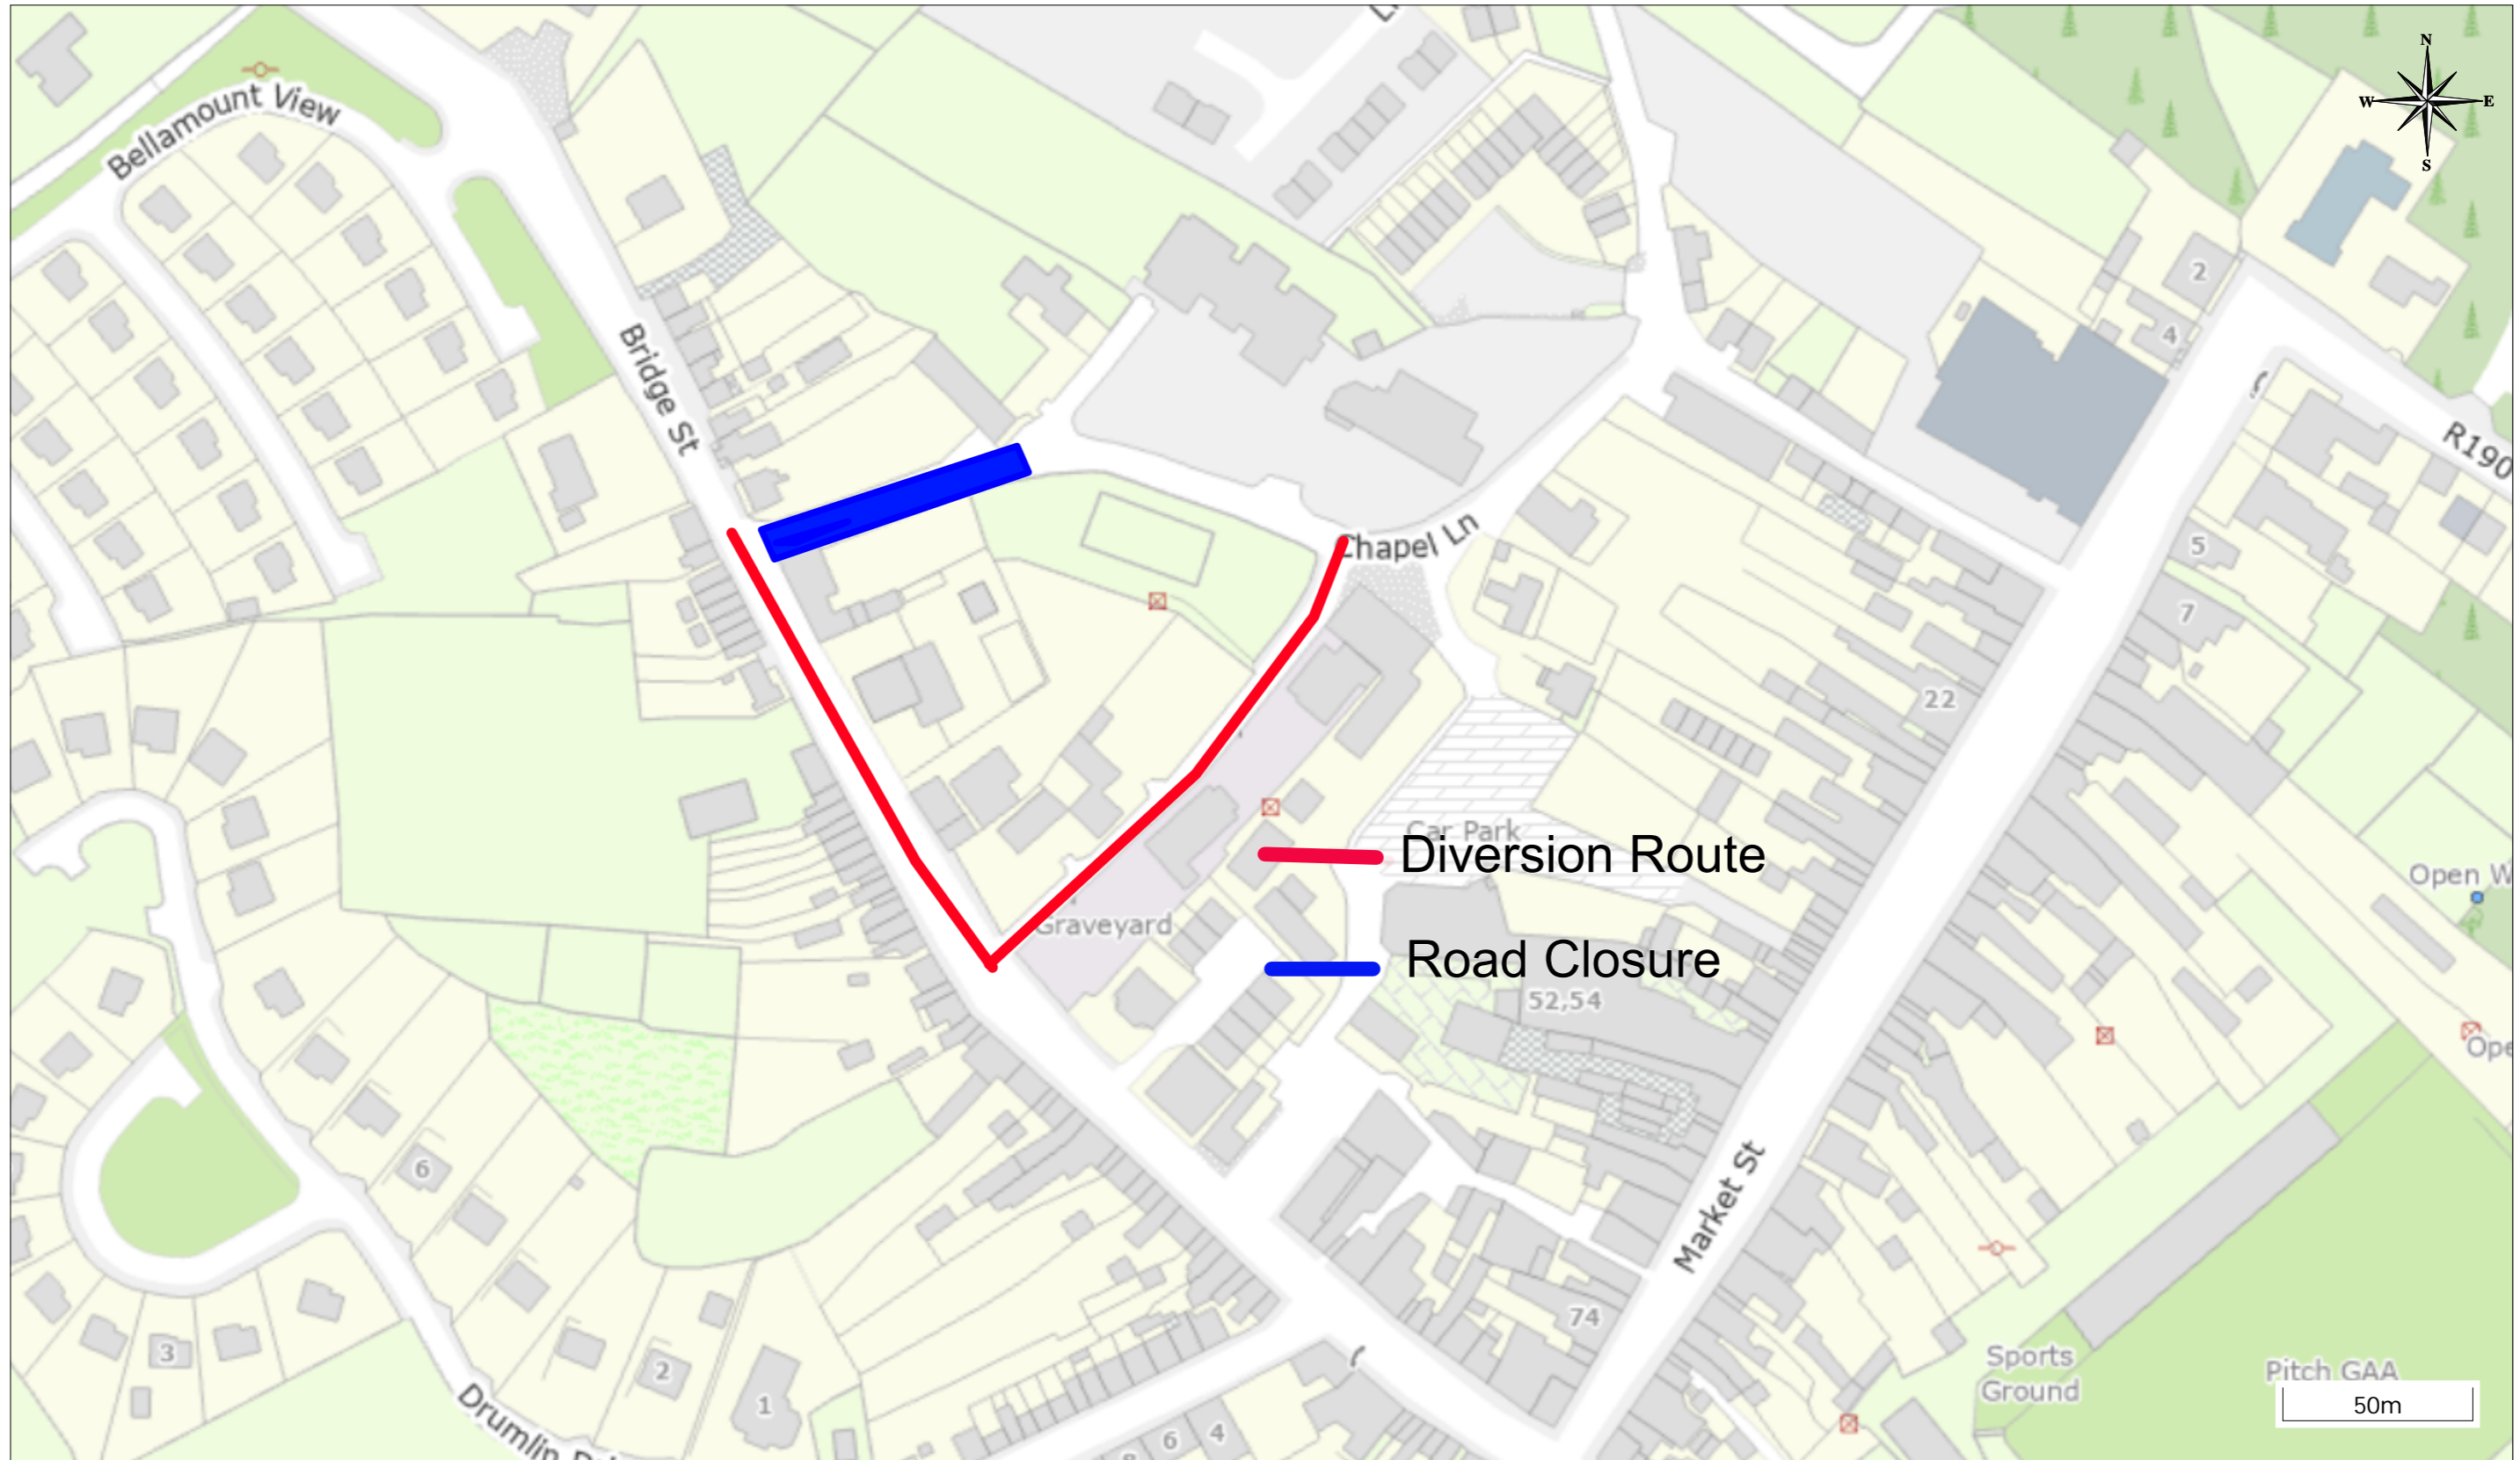 N
W
E
S
Bellamount View
Bridge St
2
4
R190
Chapel Ln
5
7
22
Car Park
Diversion Route
Graveyard
Road Closure
52,54
Open W
Ope
6
Market St
3
2
1
74
Sports
Ground
Pitch GAA
50m
6
4